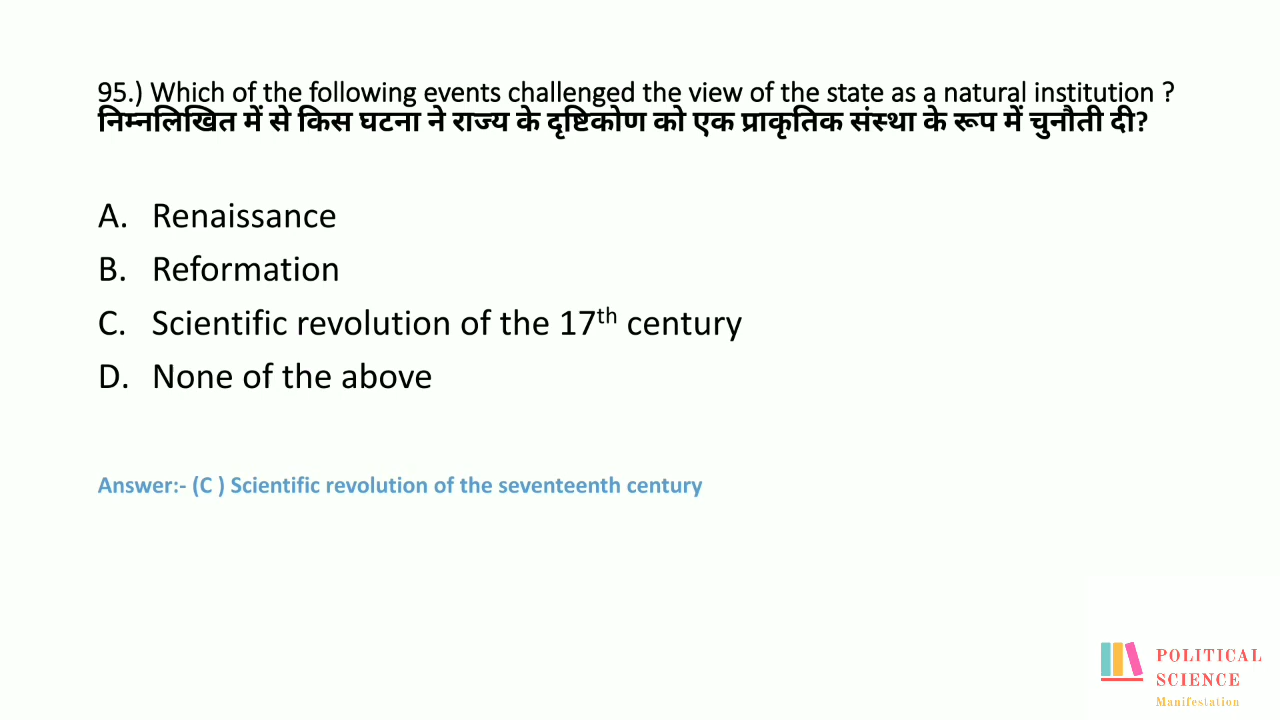 95.) Which of the following events challenged the view of the state as a natural institution ?
निम्नलिखित में से किस घटना ने राज्य के दृष्टिकोण को एक प्राकृतिक संस्था के रूप में चुनौती दी?
A. Renaissance
B. Reformation
C. Scientific revolution of the 17th century
D. None of the above
Answer:- (C ) Scientific revolution of the seventeenth century
POLITICAL
SCIENCE
Manifestation